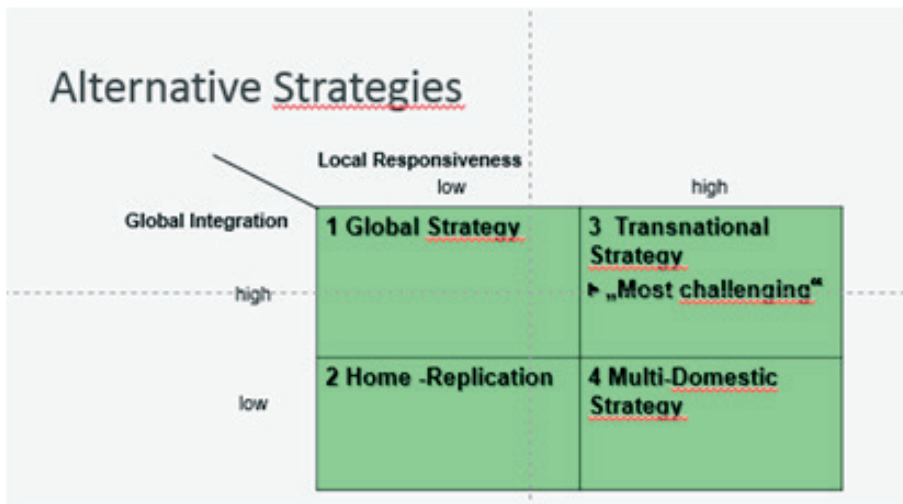 Alternative Strategies
Local Responsiveness
low high
Global Integration
1 Global Strategy
3 Transnational
Strategy
„Most challenging“
high
2 Home -Replication
4 Multi-Domestic
Strategy
low